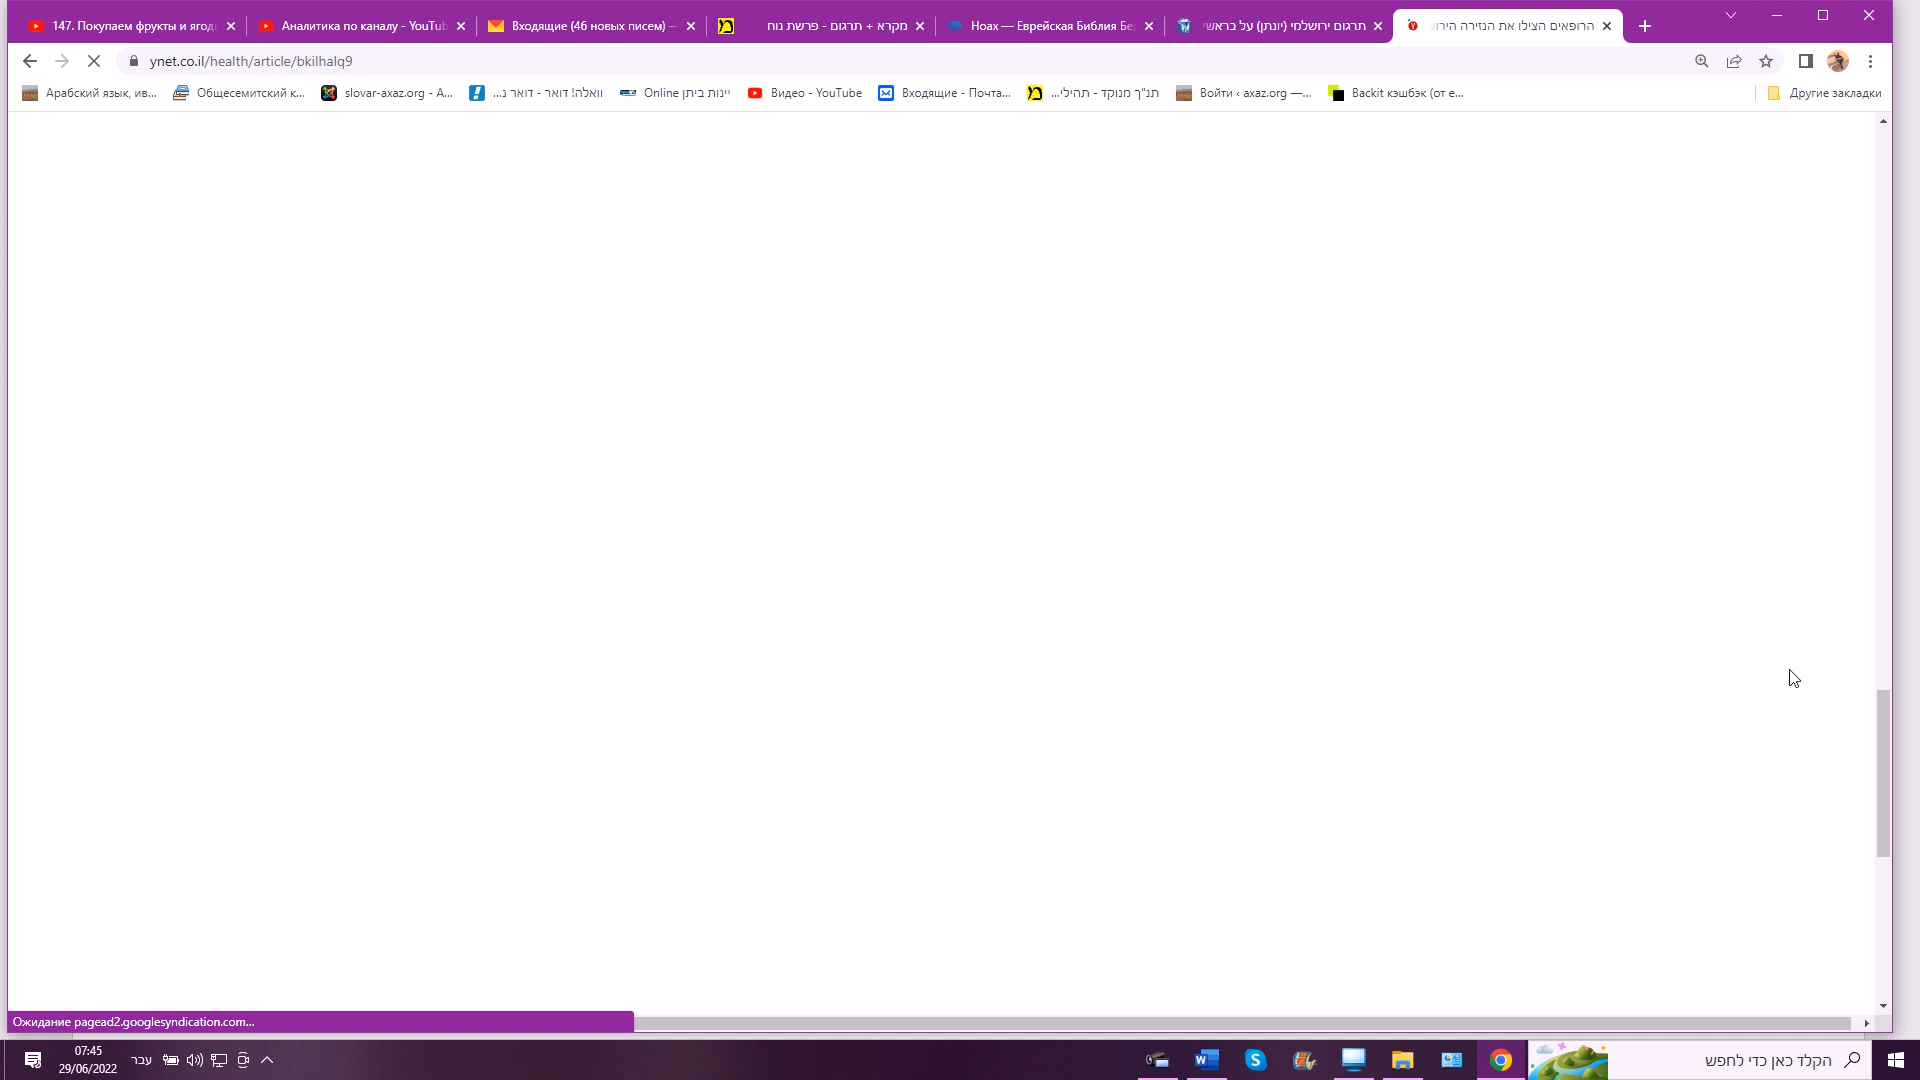 147. Покупаем фрукты и ягод
Аналитика по каналу - YouTub
Входящие (46 новых писем) —
מקרא + תרגום - פרשת נוח
Ноах — Еврейская Библия Бе
תרגום ירושלמי (יונתן) על בראשי
הרופאים הצילו את הנזירה הירו
ynet.co.il/health/article/bkilhalq9
Арабский язык, ив...
Общесемитский к...
slovar-axaz.org - А...
וואלה! דואר - דואר נ...
יינות ביתן Online
Видео - YouTube
Входящие - Почта...
תנ"ך מנוקד - תהילי...
Войти ‹ axaz.org —...
Backit кэшбэк (от e...
Другие закладки
Ожидание pagead2.googlesyndication.com...
07:45
29/06/2022
עבר
הקלד כאן כדי לחפש